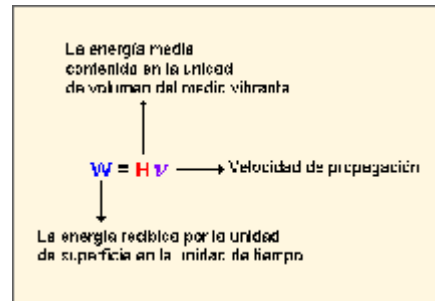 La energía media
contenida en la unidad
de volumen del medio vibrante
W = H ν
Velocidad de propagación
La energía recibida por la unidad
de superficie en la unidad de tiempo